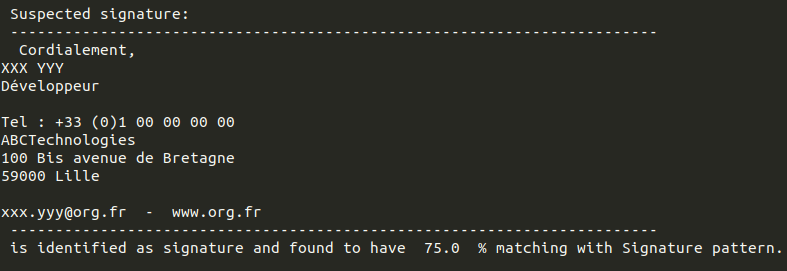 Suspected signature:
------------------------------------------------------------------------
Cordialement,
XXX YYY
Développeur
Tel : +33 (0)1 00 00 00 00
ABCTechnologies
100 Bis avenue de Bretagne
59000 Lille
xxx.yyy@org.fr  -  www.org.fr
------------------------------------------------------------------------
is identified as signature and found to have  75.0  % matching with Signature pattern.